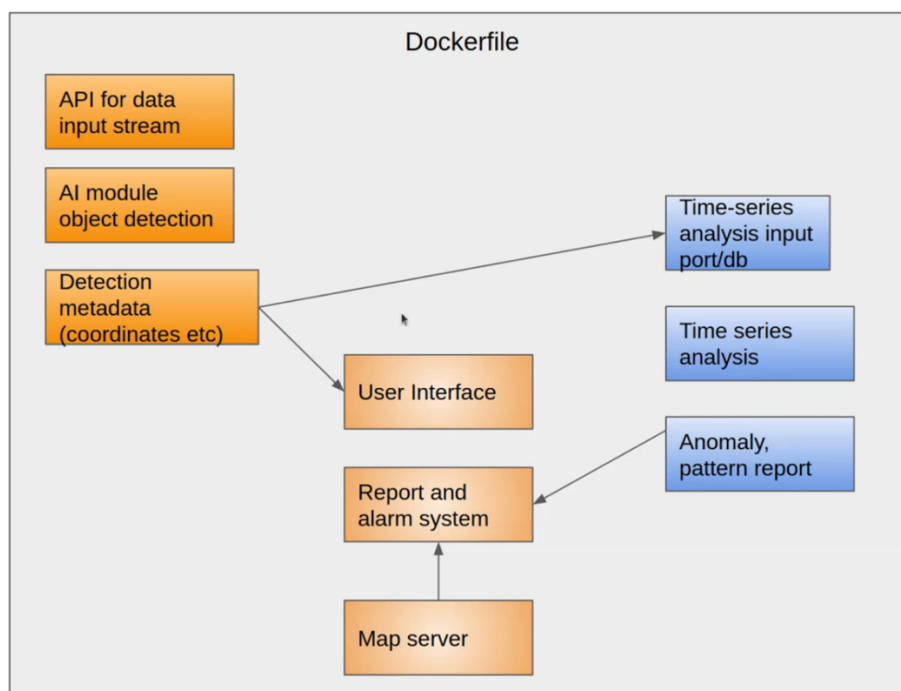 Dockerfile
API for data
input stream
AI module
object detection
Detection
metadada
(coordinates etc)
User Interface
Report and
alarm system
Map server
Time-series
analysis input
port/db
Time series
analysis
Anomaly,
pattern report